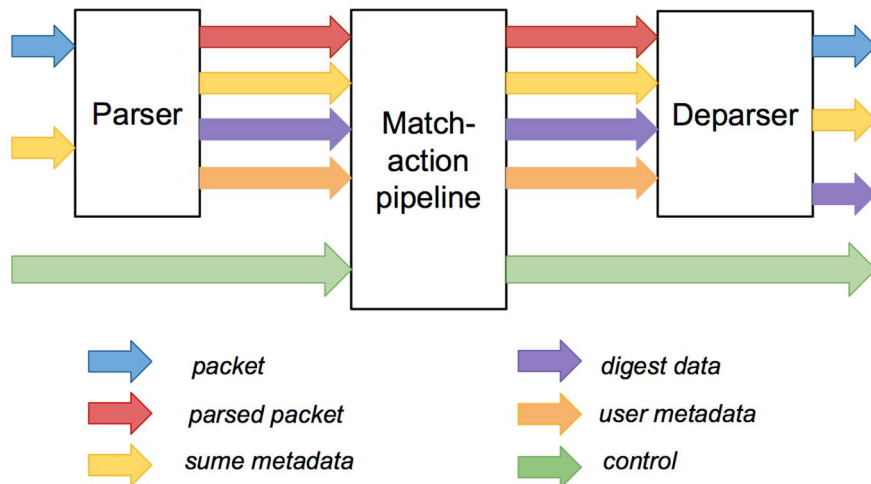 Parser
Match-
action
pipeline
Deparser
packet
digest data
parsed packet
user metadata
sume metadata
control